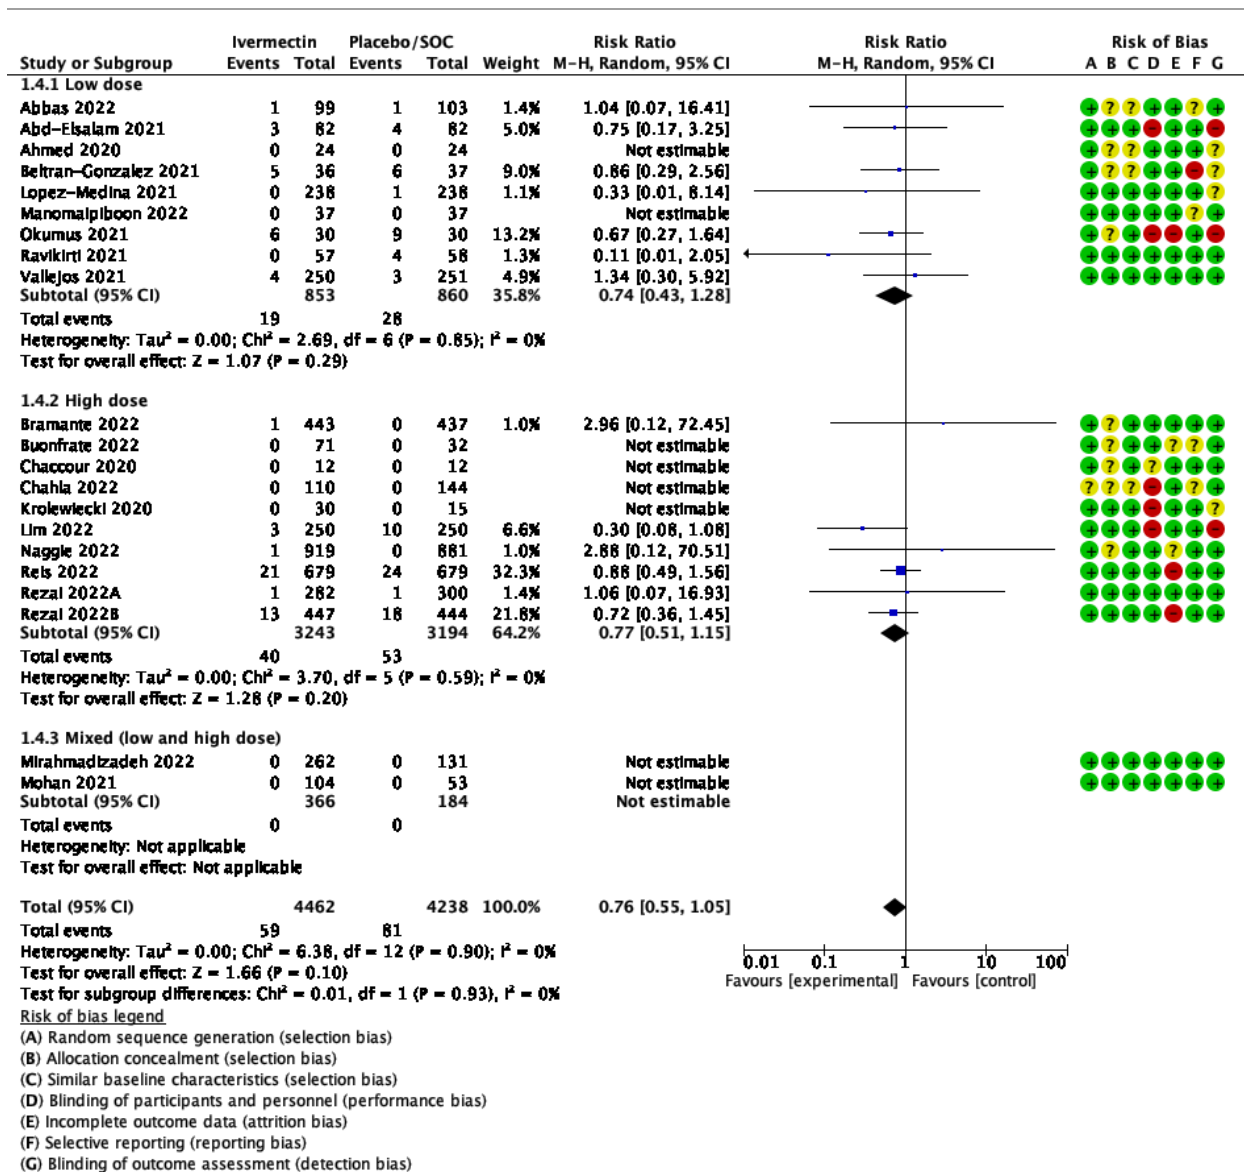 Ivermectin Placebo/SOC Risk Ratio Risk Ratio Risk of Bias
Study or Subgroup Events Total Events Total Weight M-H, Random, 95% CI M-H, Random, 95% CI A B C D E F G
1.4.1 Low dose
Abbas 2022 1 99 1 103 1.4% 1.04 [0.07, 16.41] + ? ? + + ? +
Abd-Elsalam 2021 3 82 4 82 5.0% 0.75 [0.17, 3.25] + + + - + + -
Ahmed 2020 0 24 0 24 Not estimable + ? ? + + + ?
Beltran-Gonzalez 2021 5 36 6 37 9.0% 0.86 [0.29, 2.56] + ? ? + + - ?
Lopez-Medina 2021 0 238 1 238 1.1% 0.33 [0.01, 8.14] + + + + + + ?
Manomaipiboon 2022 0 37 0 37 Not estimable + + + + + ? +
Okumus 2021 6 30 9 30 13.2% 0.67 [0.27, 1.64] + ? + - - + -
Ravikirti 2021 0 57 4 58 1.3% 0.11 [0.01, 2.05] + + + + + + +
Vallejos 2021 4 250 3 251 4.9% 1.34 [0.30, 5.92] + + + + + + +
Subtotal (95% CI) 853 860 35.8% 0.74 [0.43, 1.28]
Total events 19 28
Heterogeneity: Tau² = 0.00; Chi² = 2.69, df = 6 (P = 0.85); I² = 0%
Test for overall effect: Z = 1.07 (P = 0.29)
1.4.2 High dose
Bramante 2022 1 443 0 437 1.0% 2.96 [0.12, 72.45] + ? + + + + +
Buonfrate 2022 0 71 0 32 Not estimable + ? + + ? ? +
Chaccour 2020 0 12 0 12 Not estimable + ? + ? + + +
Chahla 2022 0 110 0 144 Not estimable ? ? ? - + ? +
Krolewiecki 2020 0 30 0 15 Not estimable + + + - + + ?
Lim 2022 3 250 10 250 6.6% 0.30 [0.08, 1.08] + + + - + + -
Naggie 2022 1 919 0 881 1.0% 2.88 [0.12, 70.51] + ? + + ? + +
Reis 2022 21 679 24 679 32.3% 0.88 [0.49, 1.56] + + + + - + +
Rezai 2022A 1 282 1 300 1.4% 1.06 [0.07, 16.93] + + + + + + +
Rezai 2022B 13 447 18 444 21.8% 0.72 [0.36, 1.45] + + + + - + +
Subtotal (95% CI) 3243 3194 64.2% 0.77 [0.51, 1.15]
Total events 40 53
Heterogeneity: Tau² = 0.00; Chi² = 3.70, df = 5 (P = 0.59); I² = 0%
Test for overall effect: Z = 1.28 (P = 0.20)
1.4.3 Mixed (low and high dose)
Mirahmadizadeh 2022 0 262 0 131 Not estimable + + + + + + +
Mohan 2021 0 104 0 53 Not estimable + + + + + + +
Subtotal (95% CI) 366 184 Not estimable
Total events 0 0
Heterogeneity: Not applicable
Test for overall effect: Not applicable
Total (95% CI) 4462 4238 100.0% 0.76 [0.55, 1.05]
Total events 59 81
Heterogeneity: Tau² = 0.00; Chi² = 6.38, df = 12 (P = 0.90); I² = 0%
Test for overall effect: Z = 1.66 (P = 0.10)
Test for subgroup differences: Chi² = 0.01, df = 1 (P = 0.93), I² = 0%
0.01 0.1 1 10 100
Favours [experimental] Favours [control]
Risk of bias legend
(A) Random sequence generation (selection bias)
(B) Allocation concealment (selection bias)
(C) Similar baseline characteristics (selection bias)
(D) Blinding of participants and personnel (performance bias)
(E) Incomplete outcome data (attrition bias)
(F) Selective reporting (reporting bias)
(G) Blinding of outcome assessment (detection bias)